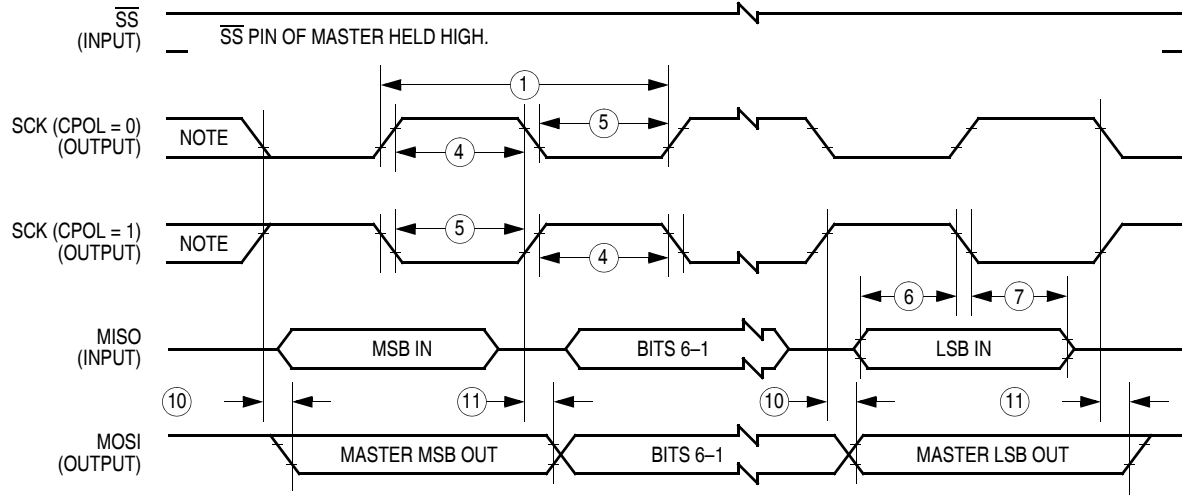 SS
(INPUT)
SS PIN OF MASTER HELD HIGH.
1
SCK (CPOL = 0)
(OUTPUT)
NOTE
5
4
SCK (CPOL = 1)
(OUTPUT)
NOTE
5
4
6
7
MISO
(INPUT)
MSB IN
BITS 6–1
LSB IN
10
11
10
11
MOSI
(OUTPUT)
MASTER MSB OUT
BITS 6–1
MASTER LSB OUT